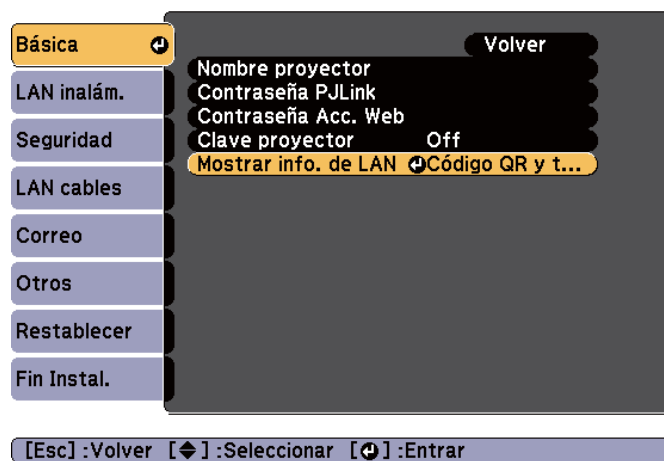 Básica
LAN inalám.
Seguridad
LAN cables
Correo
Otros
Restablecer
Fin Instal.
Volver
Nombre proyector
Contraseña PJLink
Contraseña Acc. Web
Clave proyector Off
Mostrar info. de LAN Código QR y t...
[Esc] :Volver [◆] :Seleccionar [⏎] :Entrar